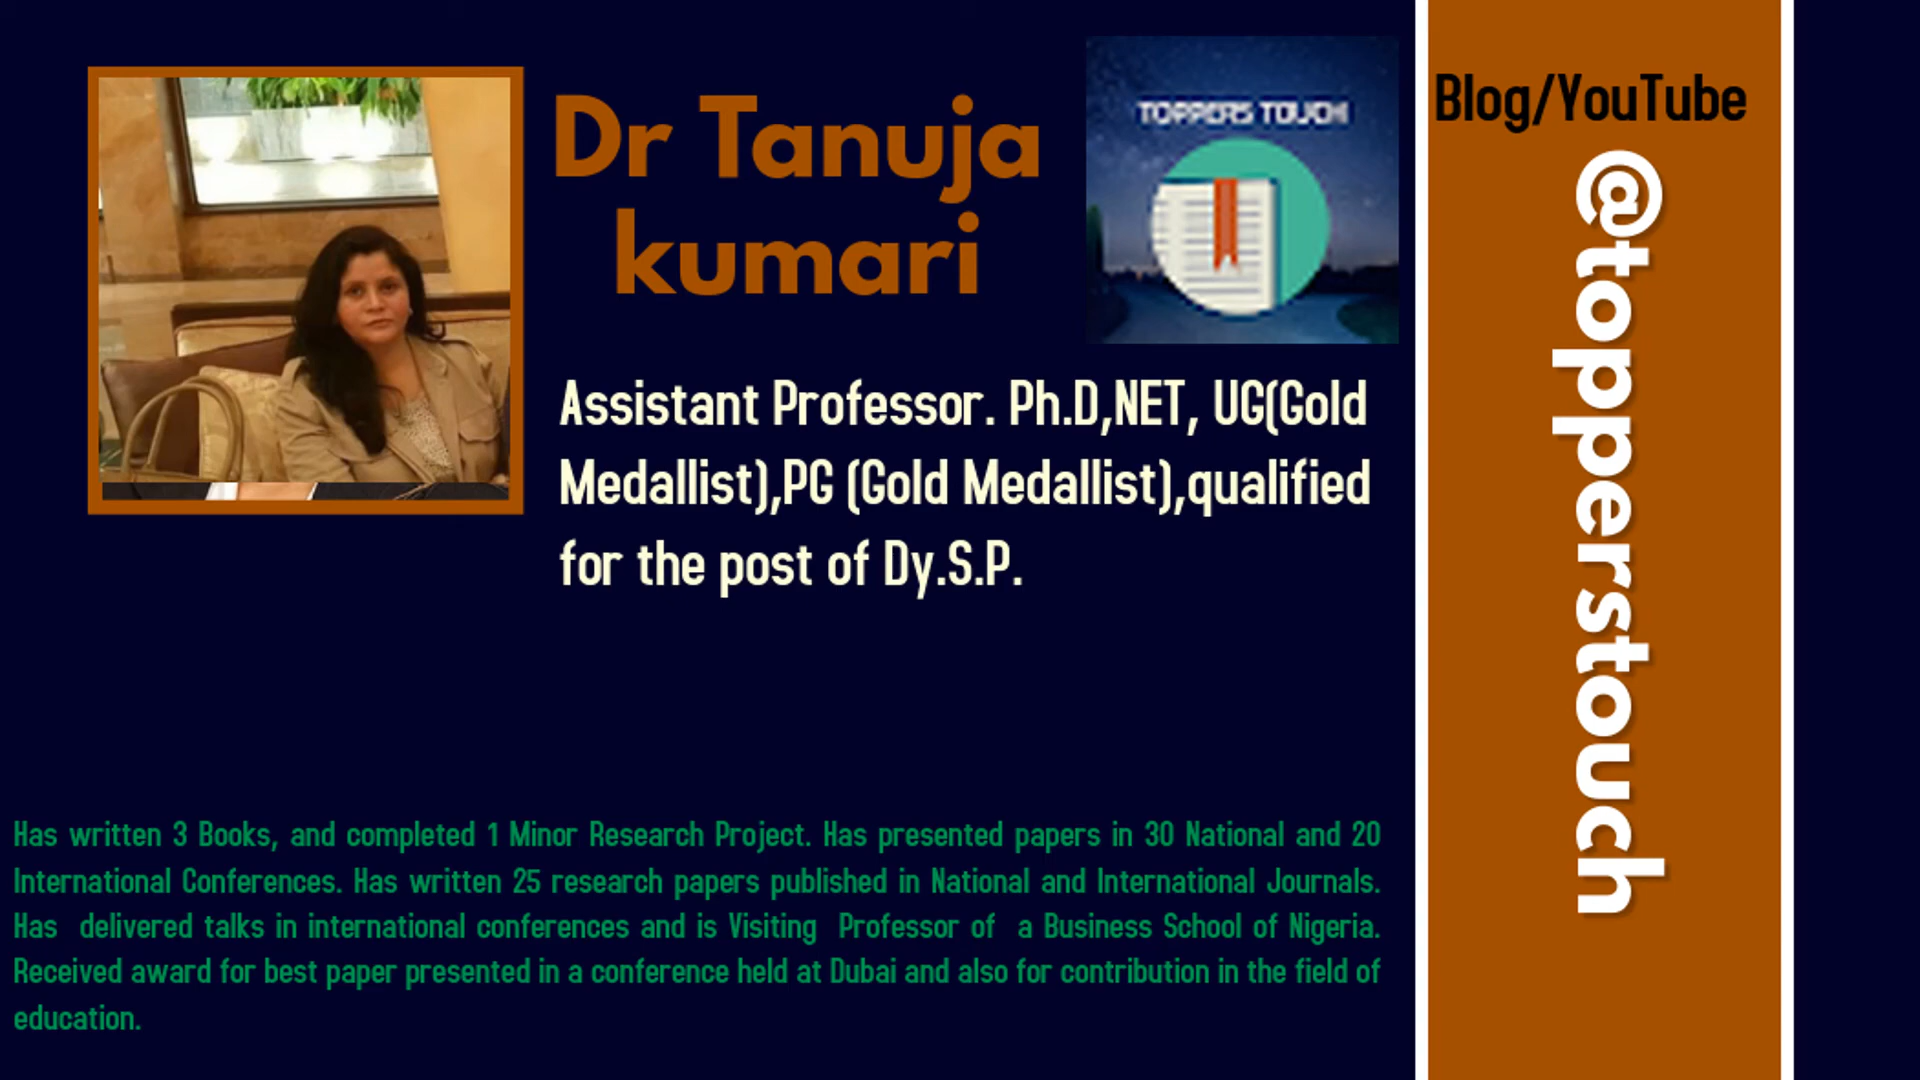 Dr Tanuja
kumari
TOPPERS TOUCH
Assistant Professor. Ph.D,NET, UG(Gold
Medallist),PG (Gold Medallist),qualified
for the post of Dy.S.P.
Has written 3 Books, and completed 1 Minor Research Project. Has presented papers in 30 National and 20
International Conferences. Has written 25 research papers published in National and International Journals.
Has delivered talks in international conferences and is Visiting Professor of a Business School of Nigeria.
Received award for best paper presented in a conference held at Dubai and also for contribution in the field of
education.
Blog/YouTube
@topperstouch